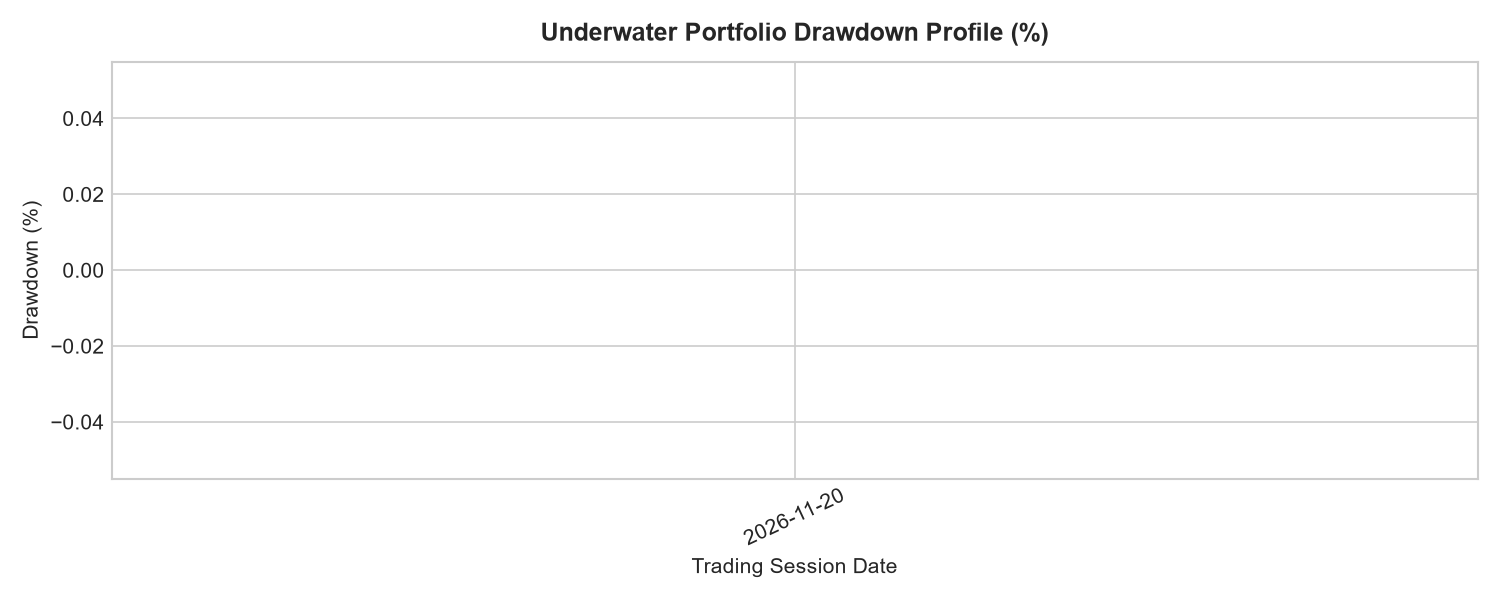 Underwater Portfolio Drawdown Profile (%)
0.04
0.02
0.00
−0.02
−0.04
Drawdown (%)
2026-11-20
Trading Session Date